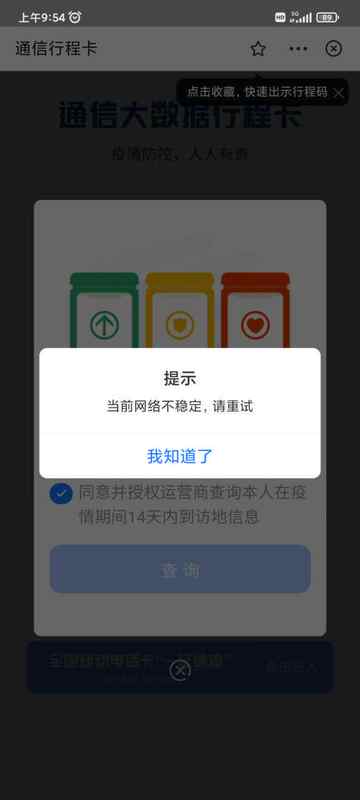 上午9:54
HD 5G 89
通信行程卡
点击收藏，快速出示行程码
通信大数据行程卡
疫情防控，人人有责
提示
当前网络不稳定，请重试
我知道了
同意并授权运营商查询本人在疫
情期间14天内到访地信息
查 询